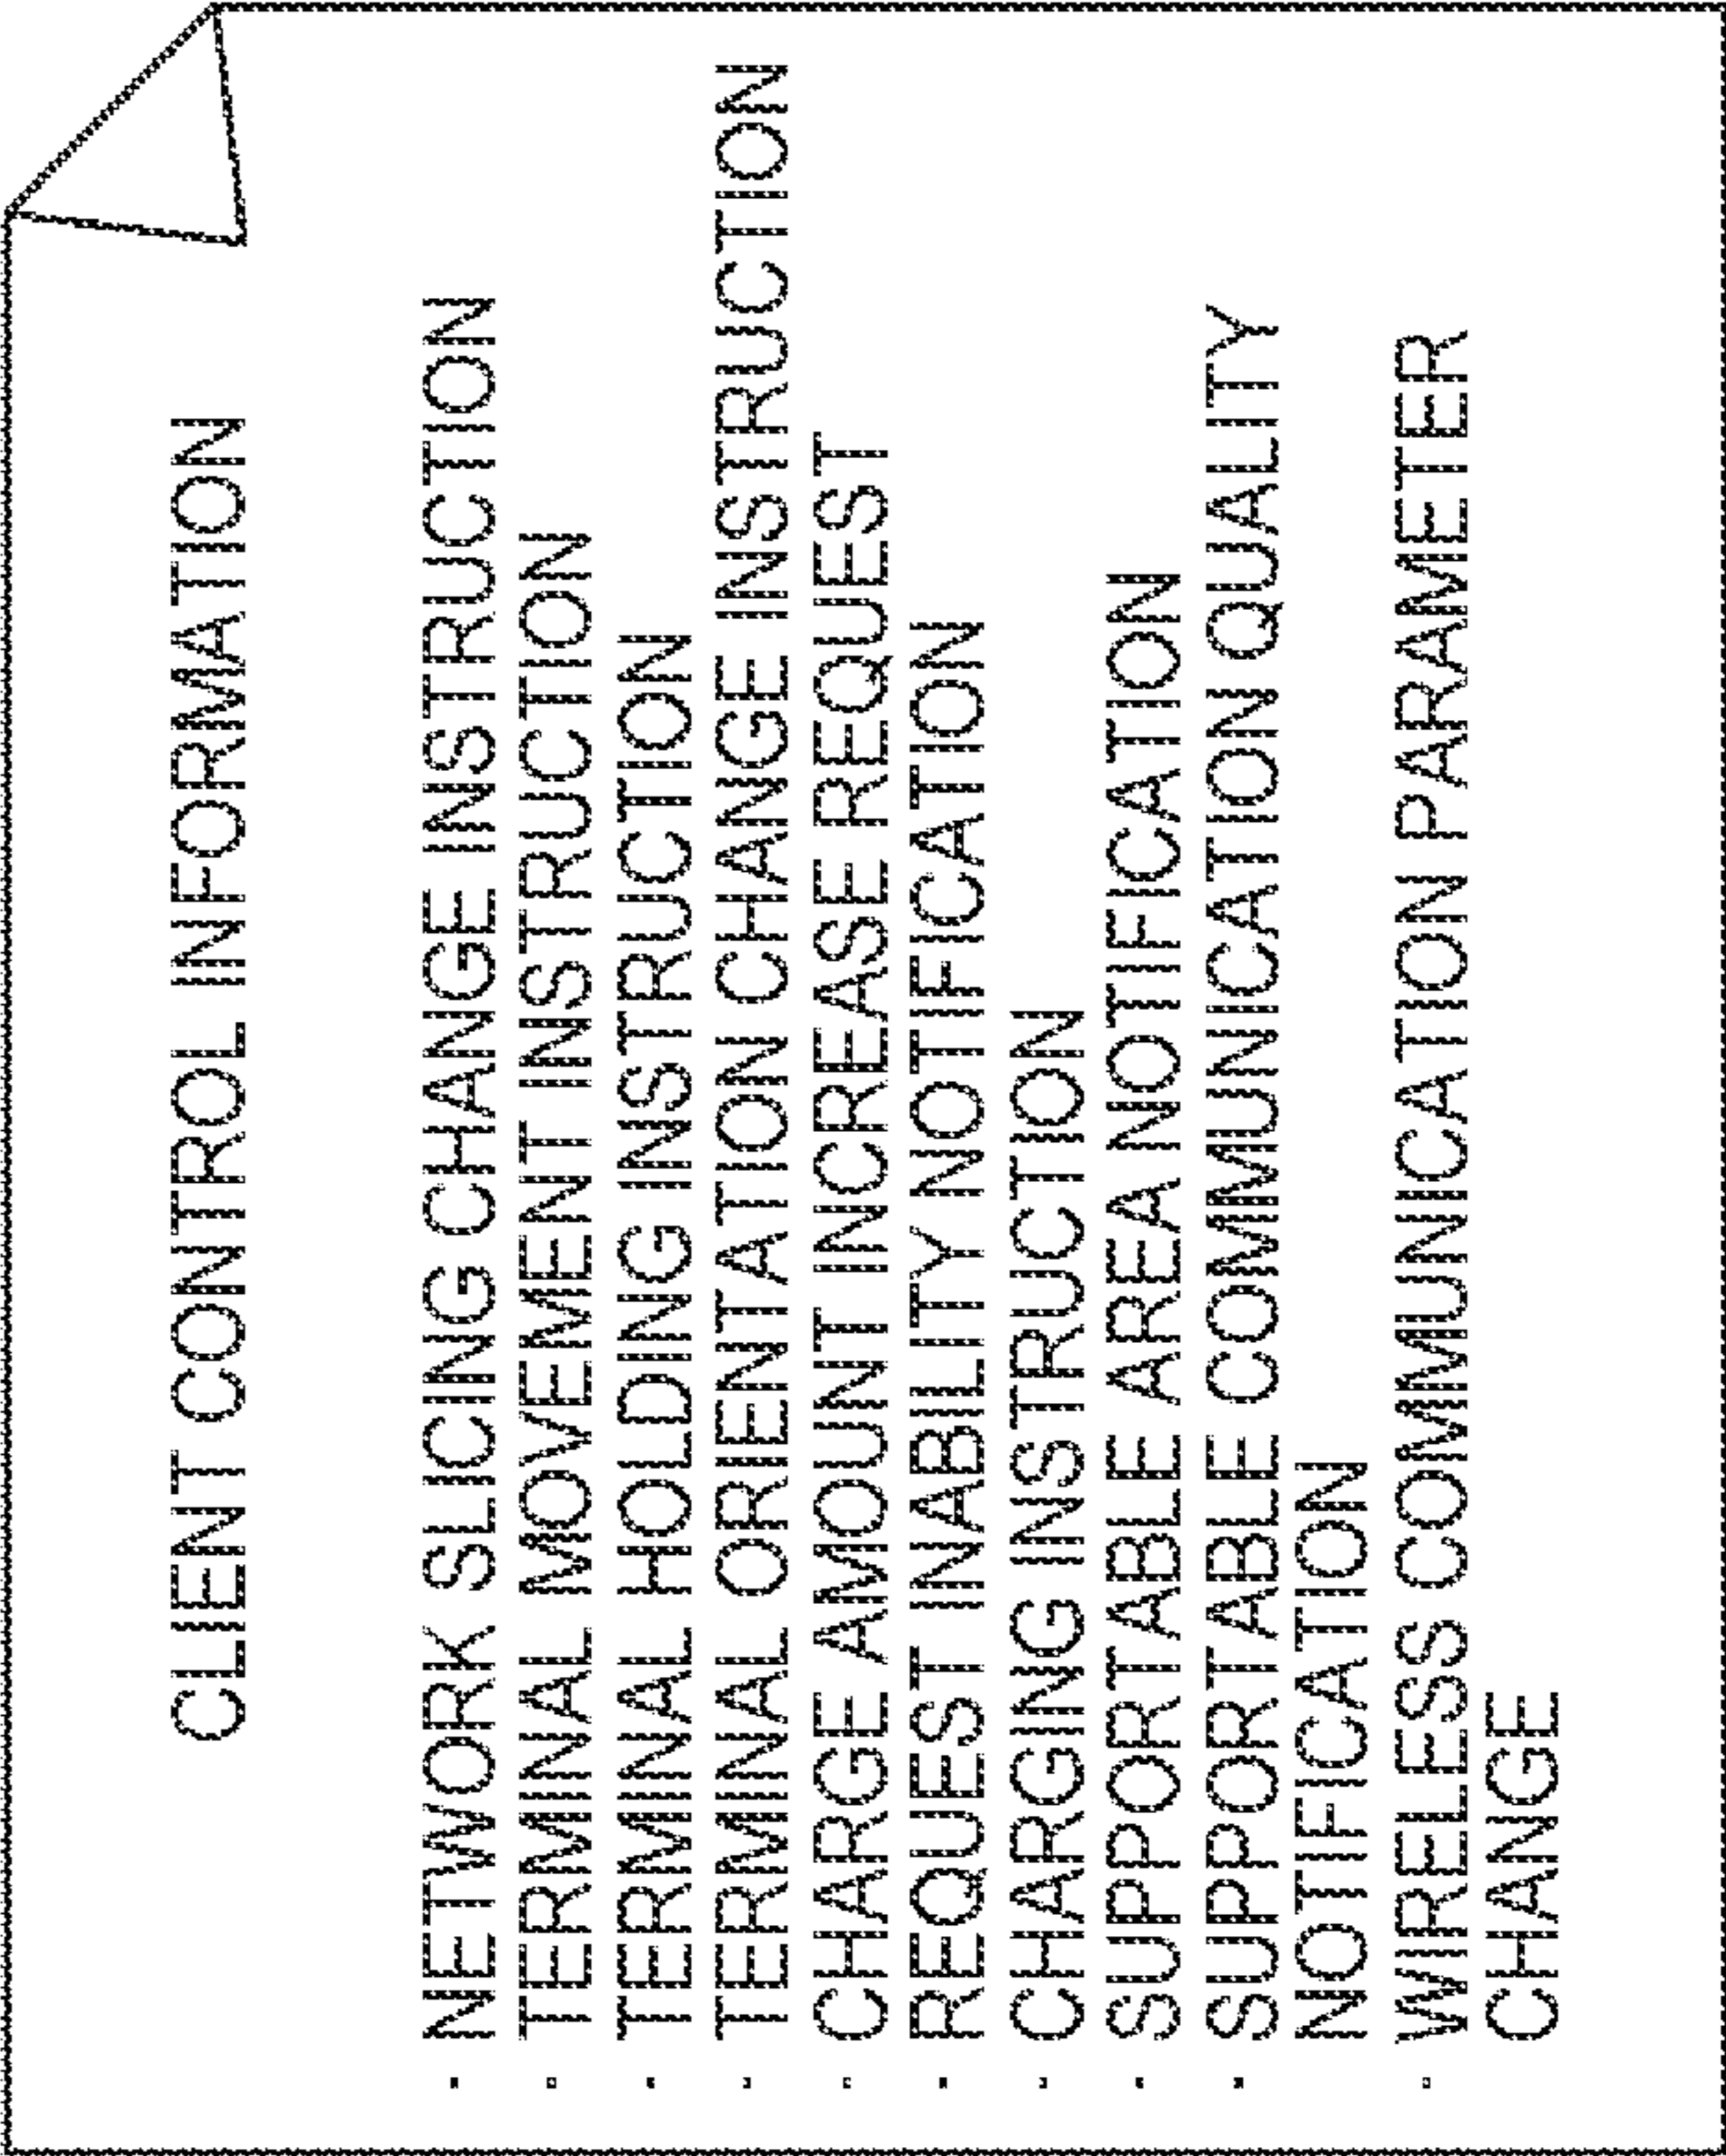 CLIENT CONTROL INFORMATION
· NETWORK SLICING CHANGE INSTRUCTION
· TERMINAL MOVEMENT INSTRUCTION
· TERMINAL HOLDING INSTRUCTION
· TERMINAL ORIENTATION CHANGE INSTRUCTION
· CHARGE AMOUNT INCREASE REQUEST
· REQUEST INABILITY NOTIFICATION
· CHARGING INSTRUCTION
· SUPPORTABLE AREA NOTIFICATION
· SUPPORTABLE COMMUNICATION QUALITY
NOTIFICATION
· WIRELESS COMMUNICATION PARAMETER
CHANGE